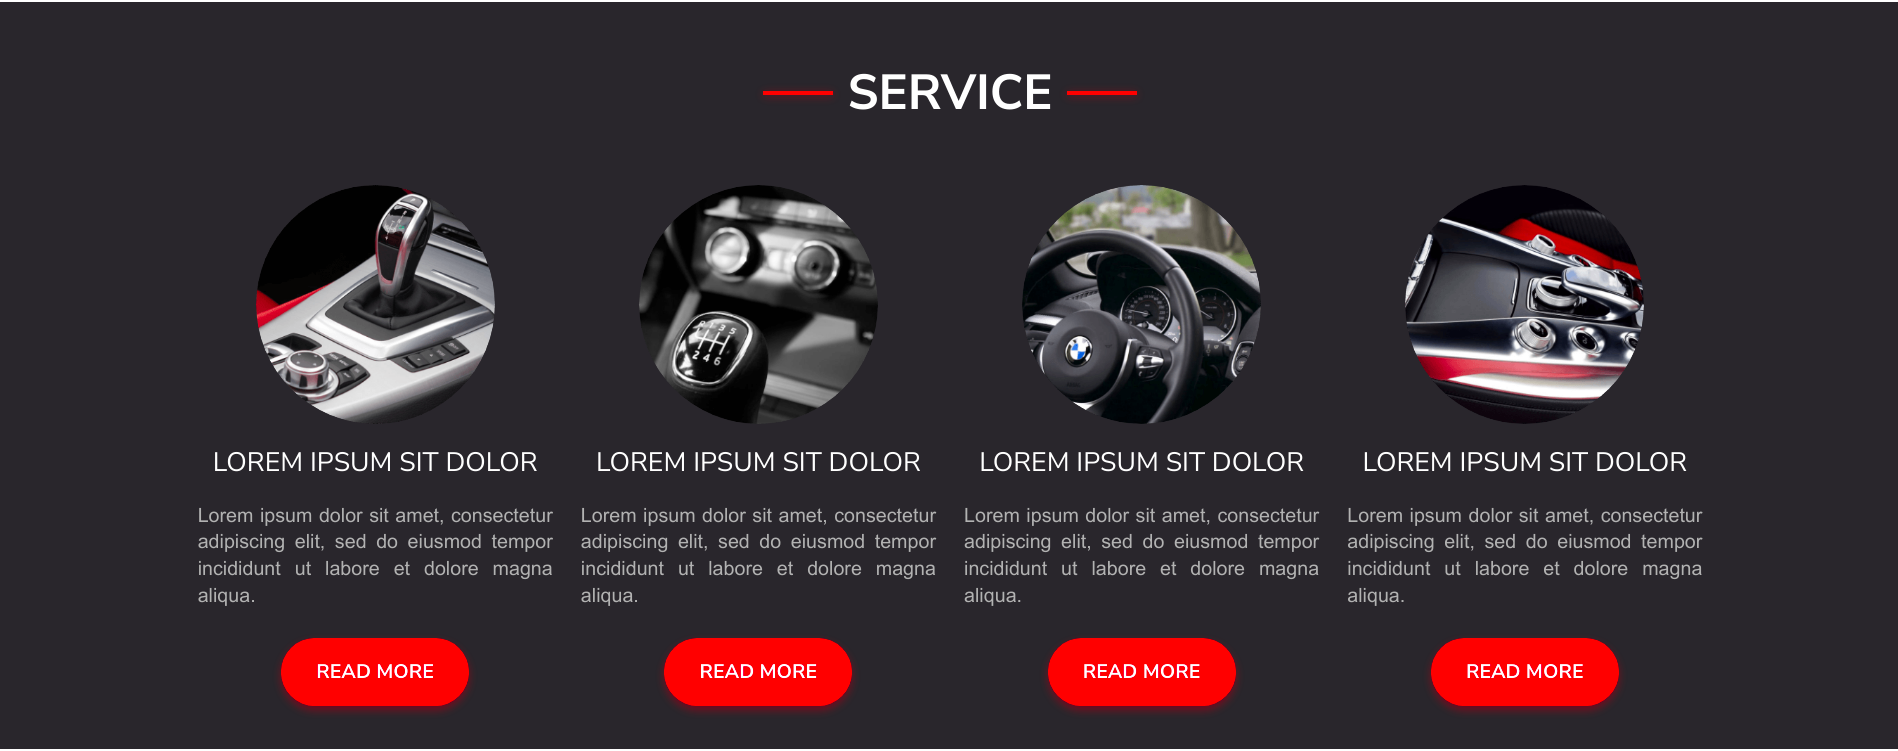 SERVICE
LOREM IPSUM SIT DOLOR
Lorem ipsum dolor sit amet, consectetur
adipiscing elit, sed do eiusmod tempor
incididunt ut labore et dolore magna
aliqua.
READ MORE
LOREM IPSUM SIT DOLOR
Lorem ipsum dolor sit amet, consectetur
adipiscing elit, sed do eiusmod tempor
incididunt ut labore et dolore magna
aliqua.
READ MORE
LOREM IPSUM SIT DOLOR
Lorem ipsum dolor sit amet, consectetur
adipiscing elit, sed do eiusmod tempor
incididunt ut labore et dolore magna
aliqua.
READ MORE
LOREM IPSUM SIT DOLOR
Lorem ipsum dolor sit amet, consectetur
adipiscing elit, sed do eiusmod tempor
incididunt ut labore et dolore magna
aliqua.
READ MORE